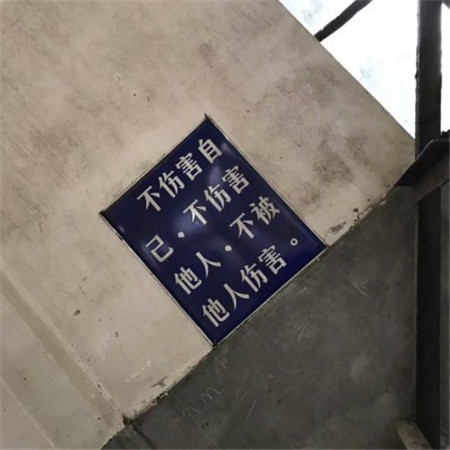 不伤害自
己。不伤害
他人。不被
他人伤害。